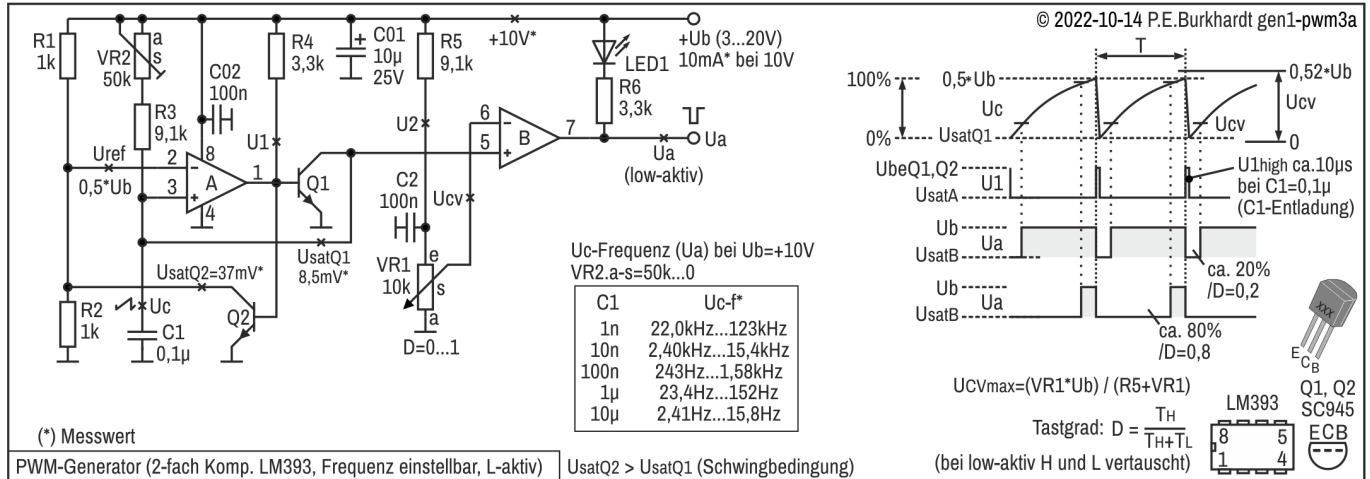 © 2022-10-14 P.E.Burkhardt gen1-pwm3a
R1
1k
VR2
50k
a
s
R3
9,1k
C02
100n
R4
3,3k
C01
10µ
25V
+
R5
9,1k
+10V*
LED1
R6
3,3k
+Ub (3...20V)
10mA* bei 10V
Uref
0,5*Ub
2
3
8
A
1
4
U1
Q1
U2
6
5
B
7
Ua
Ua
(low-aktiv)
C2
100n
Ucv
UsatQ1
8,5mV*
UsatQ2=37mV*
R2
1k
Uc
C1
0,1µ
Q2
VR1
10k
e
s
a
D=0...1
Uc-Frequenz (Ua) bei Ub=+10V
VR2.a-s=50k...0
C1 Uc-f*
1n 22,0kHz...123kHz
10n 2,40kHz...15,4kHz
100n 243Hz...1,58kHz
1µ 23,4Hz...152Hz
10µ 2,41Hz...15,8Hz
T
100%
0,5*Ub
0,52*Ub
Uc
Ucv
Ucv
0%
UsatQ1
0
UbeQ1,Q2
U1
UsatA
U1high ca.10µs
bei C1=0,1µ
(C1-Entladung)
Ub
Ua
UsatB
ca. 20%
/D=0,2
Ub
Ua
UsatB
ca. 80%
/D=0,8
XXX
E
C
B
UCVmax=(VR1*Ub) / (R5+VR1)
Tastgrad: D = TH
TH+TL
(bei low-aktiv H und L vertauscht)
LM393
8 5
1 4
Q1, Q2
SC945
ECB
(*) Messwert
PWM-Generator (2-fach Komp. LM393, Frequenz einstellbar, L-aktiv)
UsatQ2 > UsatQ1 (Schwingbedingung)